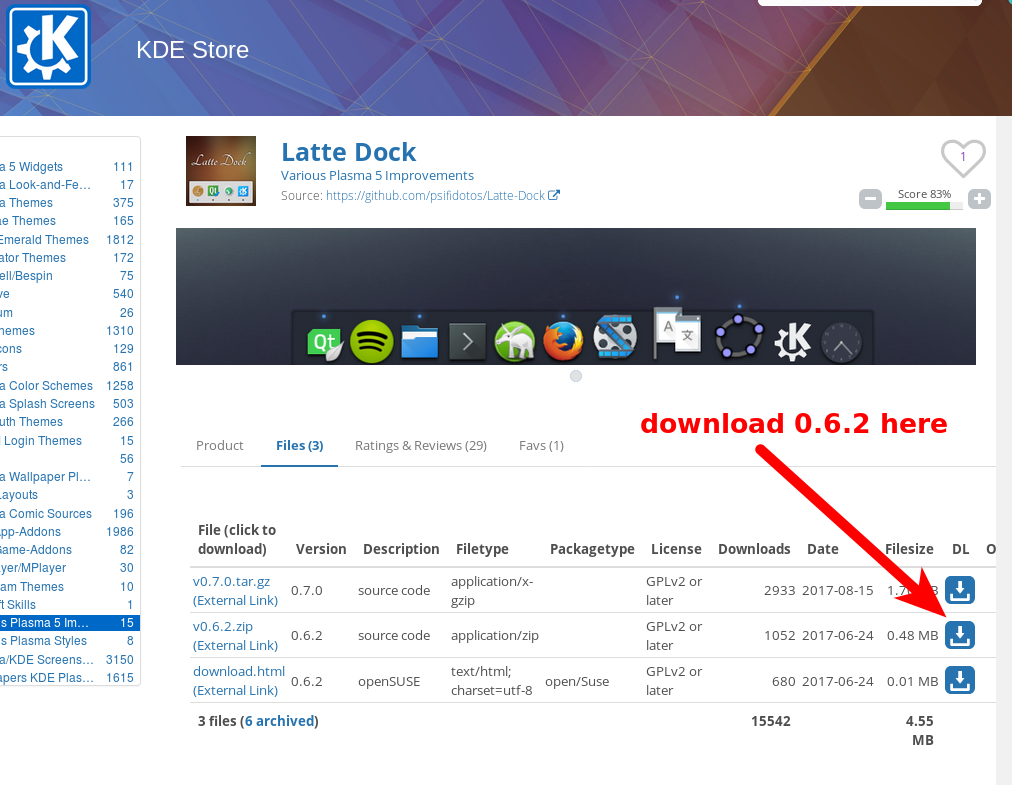 KDE Store
a 5 Widgets 111
a Look-and-Fe... 17
a Themes 375
ae Themes 165
Emerald Themes 1812
ator Themes 172
ell/Bespin 75
ve 540
um 26
hemes 1310
cons 129
rs 861
a Color Schemes 1258
a Splash Screens 503
uth Themes 266
Login Themes 15
56
a Wallpaper Pl... 7
Layouts 3
a Comic Sources 196
App-Addons 1986
Game-Addons 82
ayer/MPlayer 30
am Themes 10
ft Skills 1
s Plasma 5 Im... 15
s Plasma Styles 8
a/KDE Screens... 3150
apers KDE Plas... 1615
Latte Dock
Latte Dock
Various Plasma 5 Improvements
Source: https://github.com/psifidotos/Latte-Dock
1
Score 83%
Qt
A
文
Product Files (3) Ratings & Reviews (29) Favs (1)
download 0.6.2 here
File (click to download) Version Description Filetype Packagetype License Downloads Date Filesize DL O
v0.7.0.tar.gz (External Link) 0.7.0 source code application/x-gzip GPLv2 or later 2933 2017-08-15
v0.6.2.zip (External Link) 0.6.2 source code application/zip GPLv2 or later 1052 2017-06-24 0.48 MB
download.html (External Link) 0.6.2 openSUSE text/html; charset=utf-8 open/Suse GPLv2 or later 680 2017-06-24 0.01 MB
3 files (6 archived) 15542 4.55 MB